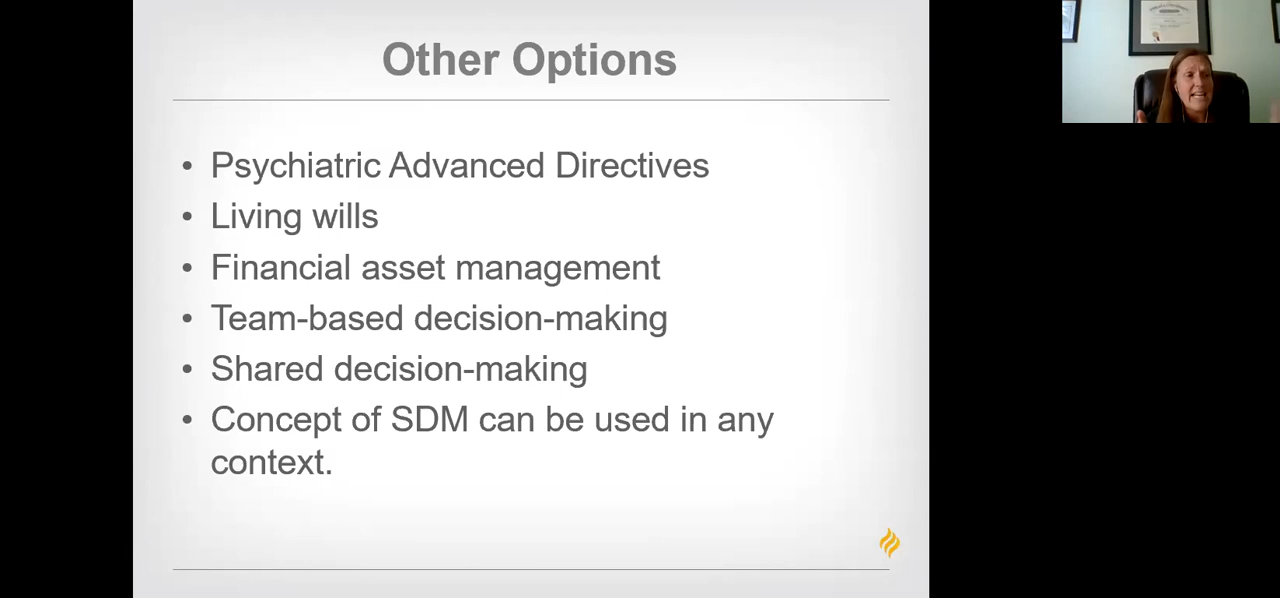 Other Options
• Psychiatric Advanced Directives
• Living wills
• Financial asset management
• Team-based decision-making
• Shared decision-making
• Concept of SDM can be used in any
context.